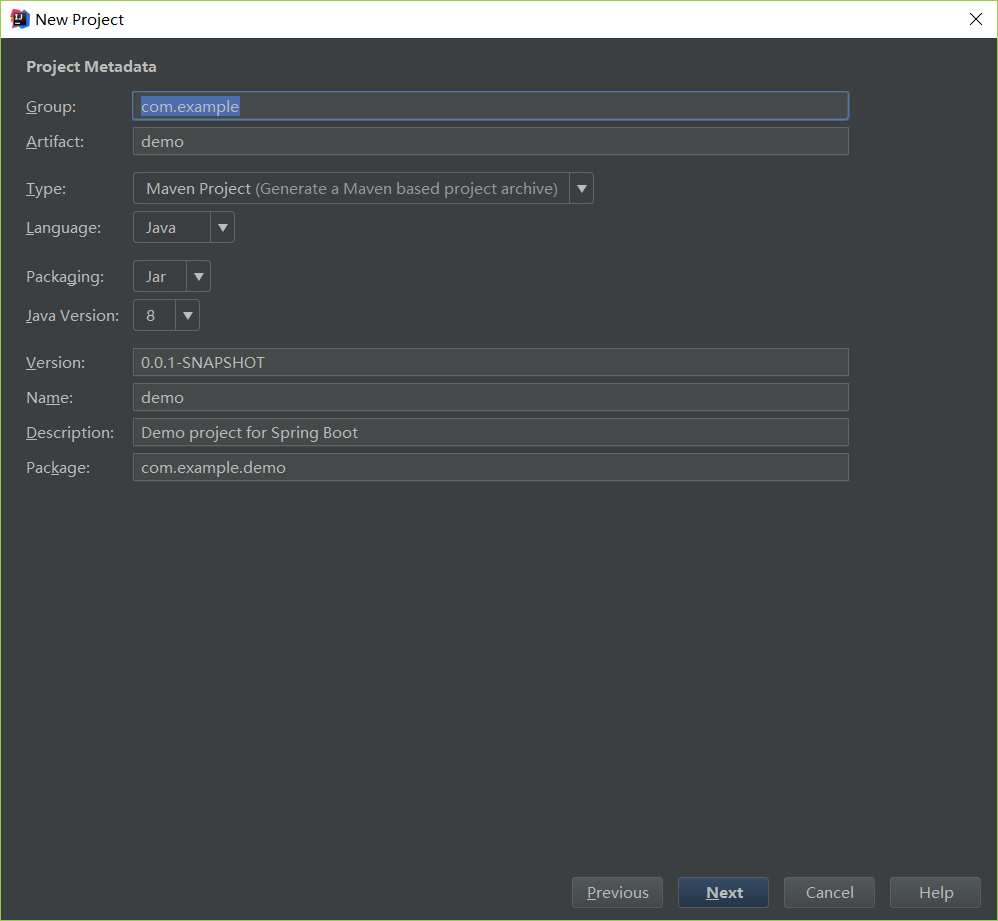 New Project
Project Metadata
Group: com.example
Artifact: demo
Type: Maven Project (Generate a Maven based project archive)
Language: Java
Packaging: Jar
Java Version: 8
Version: 0.0.1-SNAPSHOT
Name: demo
Description: Demo project for Spring Boot
Package: com.example.demo
Previous Next Cancel Help